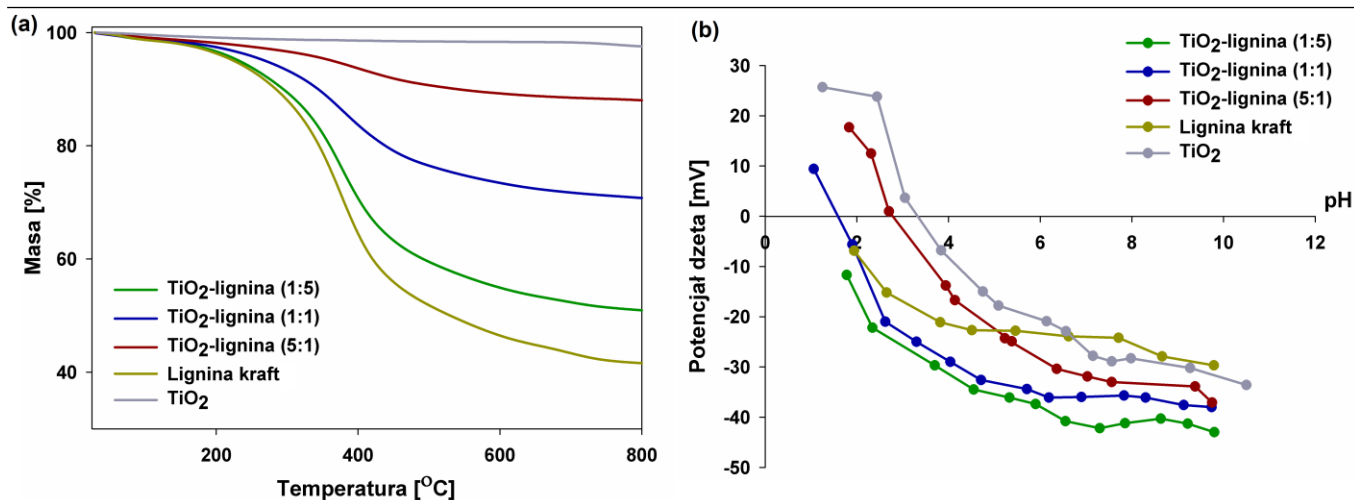 (a)
100
80
60
40
Masa [%]
TiO2-lignina (1:5)
TiO2-lignina (1:1)
TiO2-lignina (5:1)
Lignina kraft
TiO2
200 400 600 800
Temperatura [OC]
(b)
TiO2-lignina (1:5)
TiO2-lignina (1:1)
TiO2-lignina (5:1)
Lignina kraft
TiO2
30
20
10
0
-10
-20
-30
-40
-50
Potencjał dzeta [mV]
pH
0 2 4 6 8 10 12